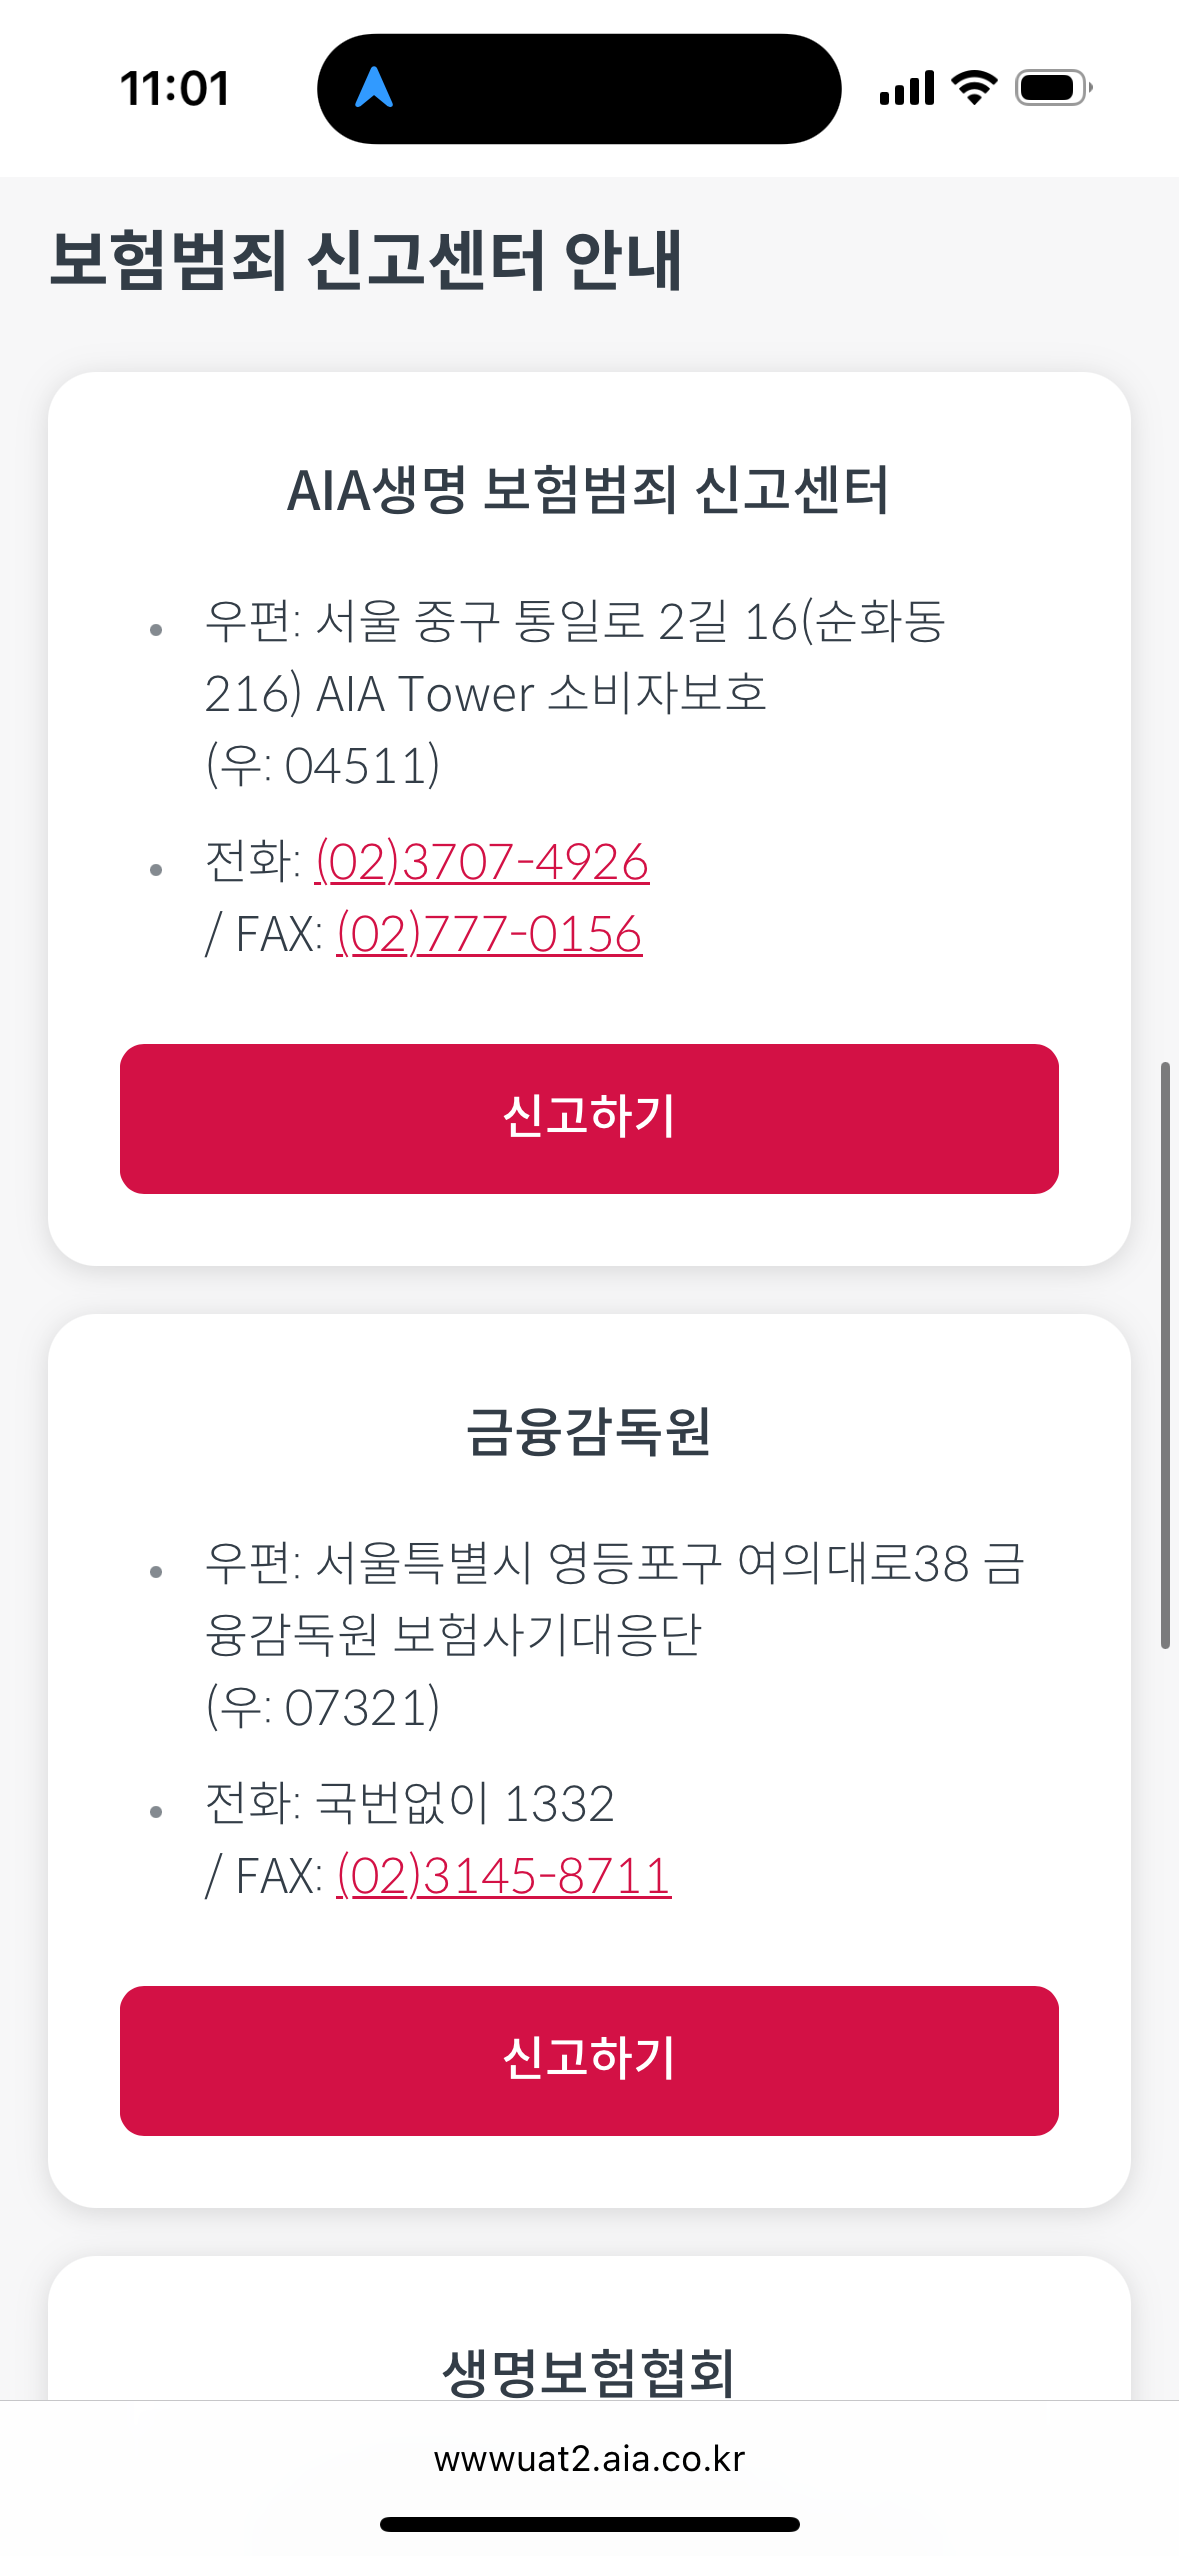 11:01
보험범죄 신고센터 안내
AIA생명 보험범죄 신고센터
우편: 서울 중구 통일로 2길 16(순화동
216) AIA Tower 소비자보호
(우: 04511)
전화: (02)3707-4926
/ FAX: (02)777-0156
신고하기
금융감독원
우편: 서울특별시 영등포구 여의대로38 금
융감독원 보험사기대응단
(우: 07321)
전화: 국번없이 1332
/ FAX: (02)3145-8711
신고하기
생명보험협회
wwwuat2.aia.co.kr